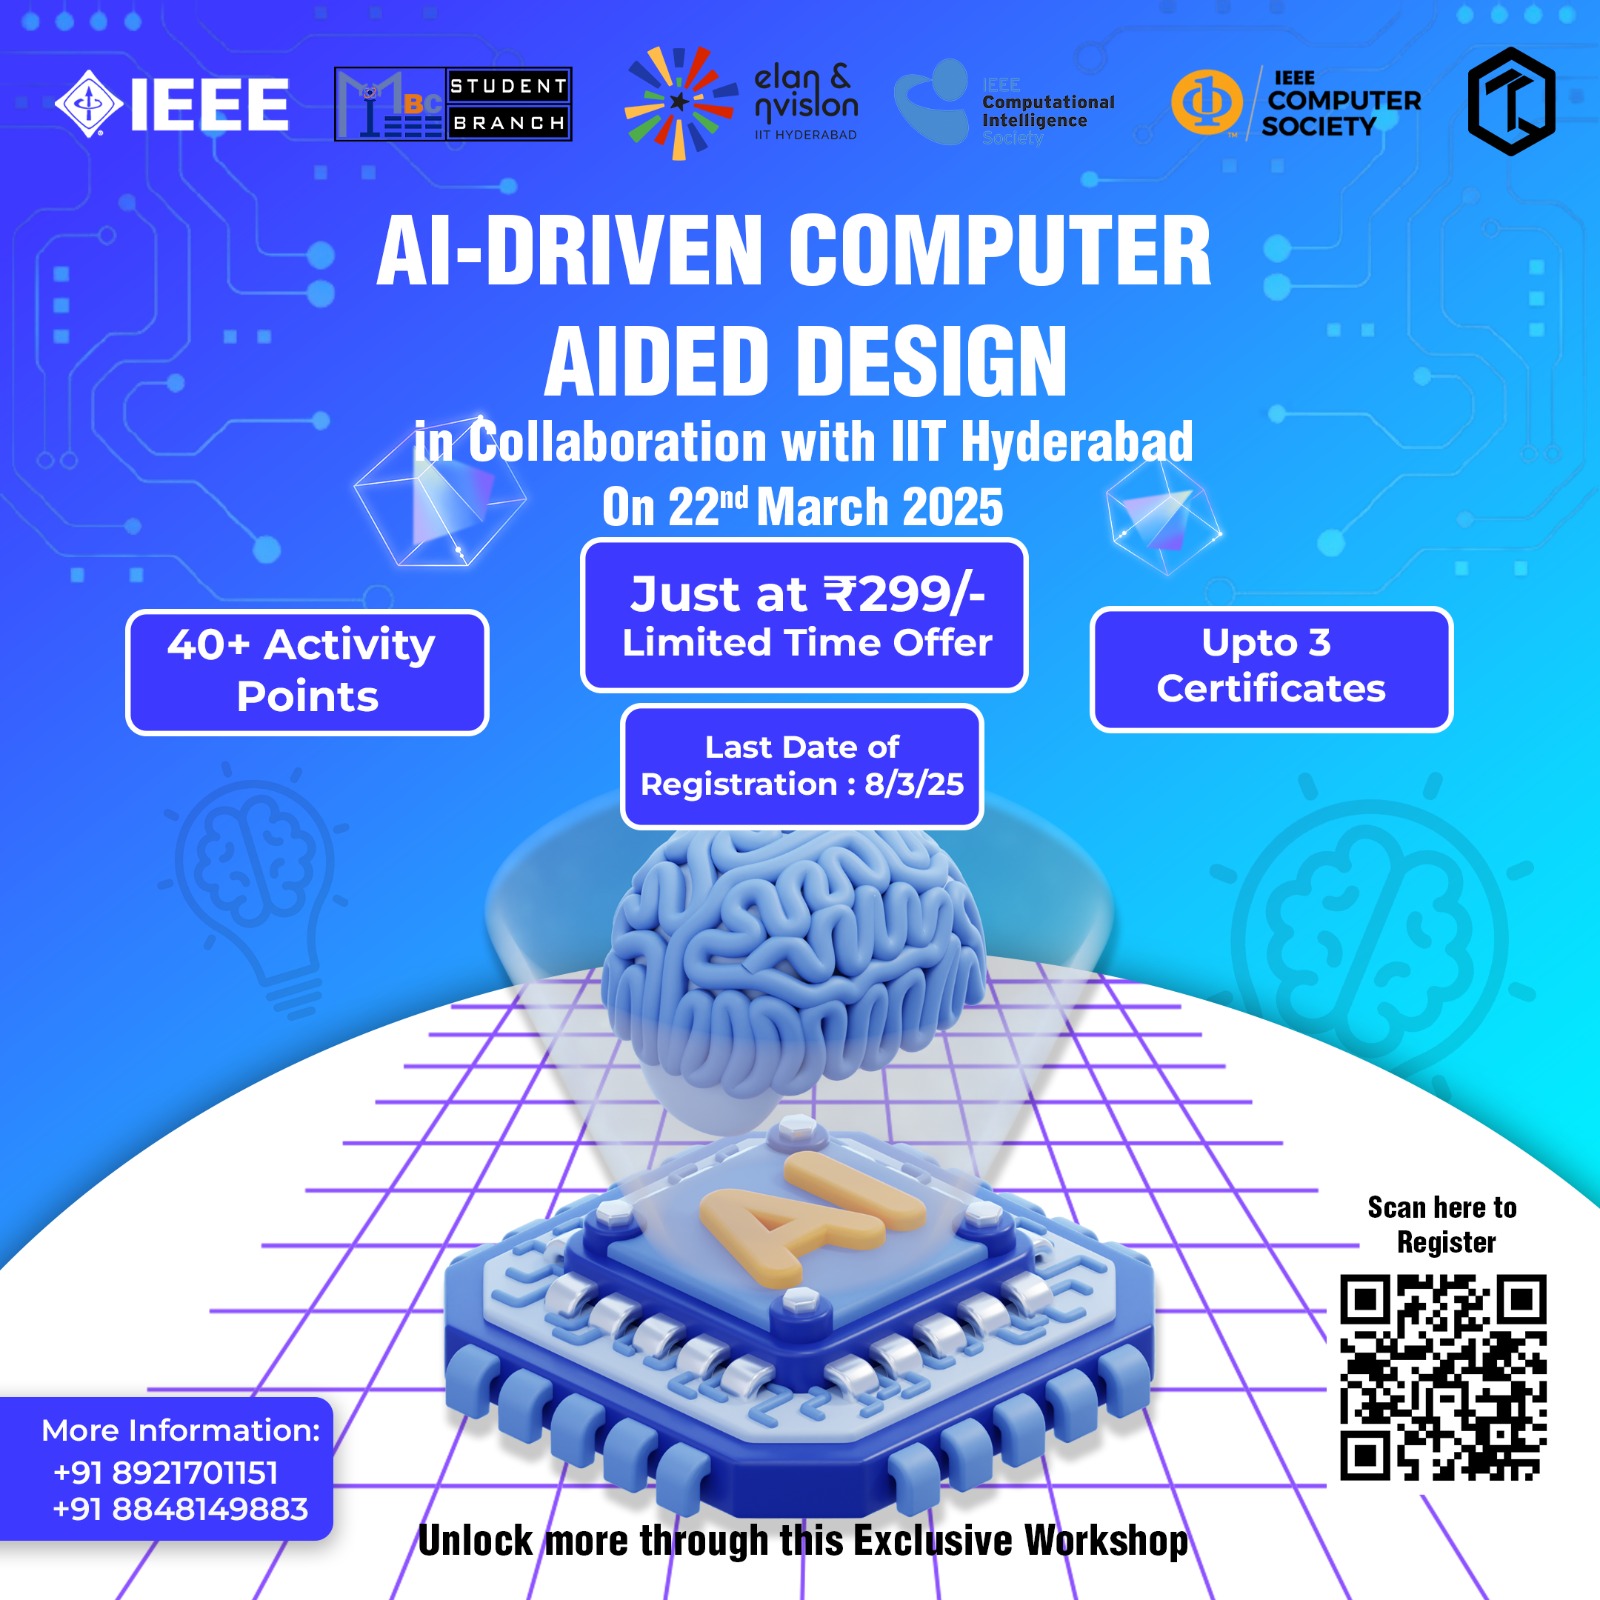 IEEE
MBC
IEEE
STUDENT
BRANCH
elan &
ηvision
IIT HYDERABAD
IEEE
Computational
Intelligence
Society
IEEE
COMPUTER
SOCIETY
TM
AI-DRIVEN COMPUTER
AIDED DESIGN
in Collaboration with IIT Hyderabad
On 22nd March 2025
Just at ₹299/-
Limited Time Offer
40+ Activity
Points
Upto 3
Certificates
Last Date of
Registration : 8/3/25
AI
Scan here to
Register
More Information:
+91 8921701151
+91 8848149883
Unlock more through this Exclusive Workshop